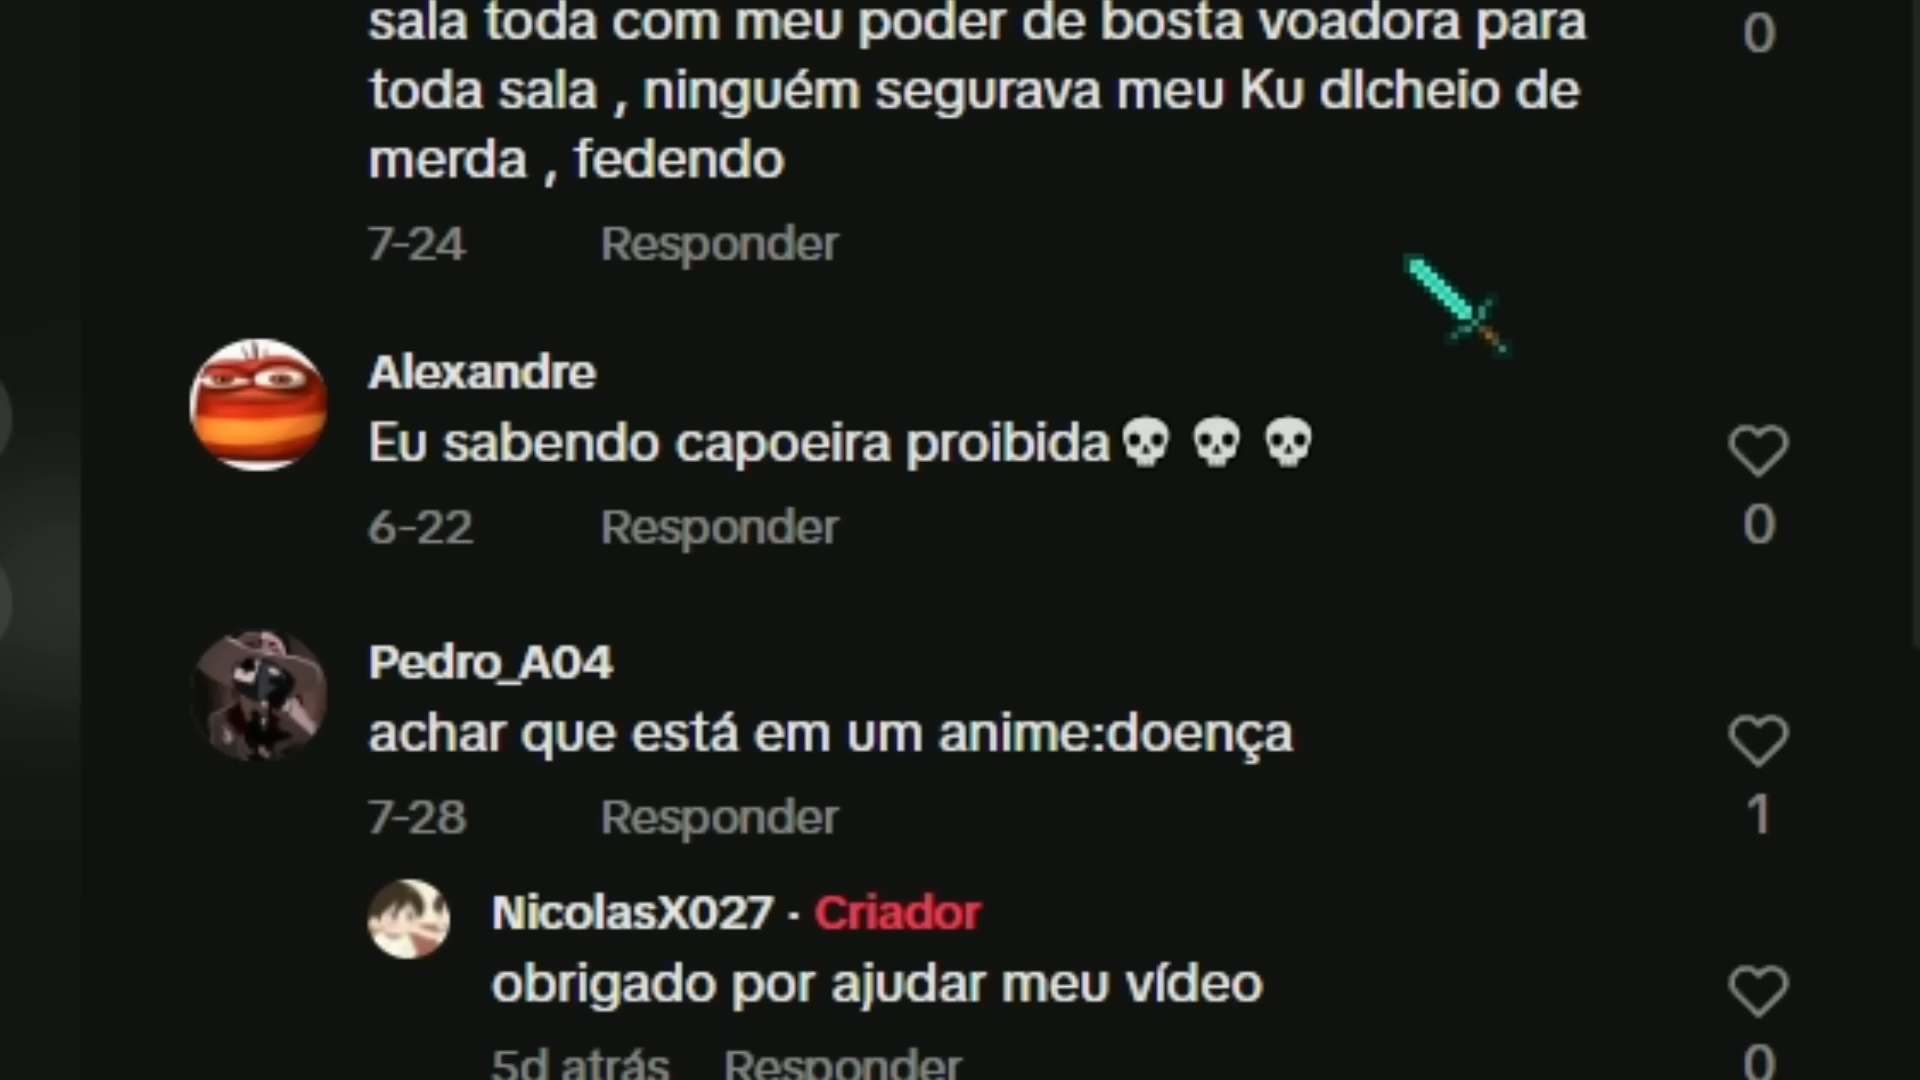 sala toda com meu poder de bosta voadora para
0
toda sala , ninguém segurava meu Ku dlcheio de
merda , fedendo
7-24 Responder
Alexandre
Eu sabendo capoeira proibida💀 💀 💀
6-22 Responder
0
Pedro_A04
achar que está em um anime:doença
7-28 Responder
1
NicolasX027 · Criador
obrigado por ajudar meu vídeo
5d atrás Responder
0